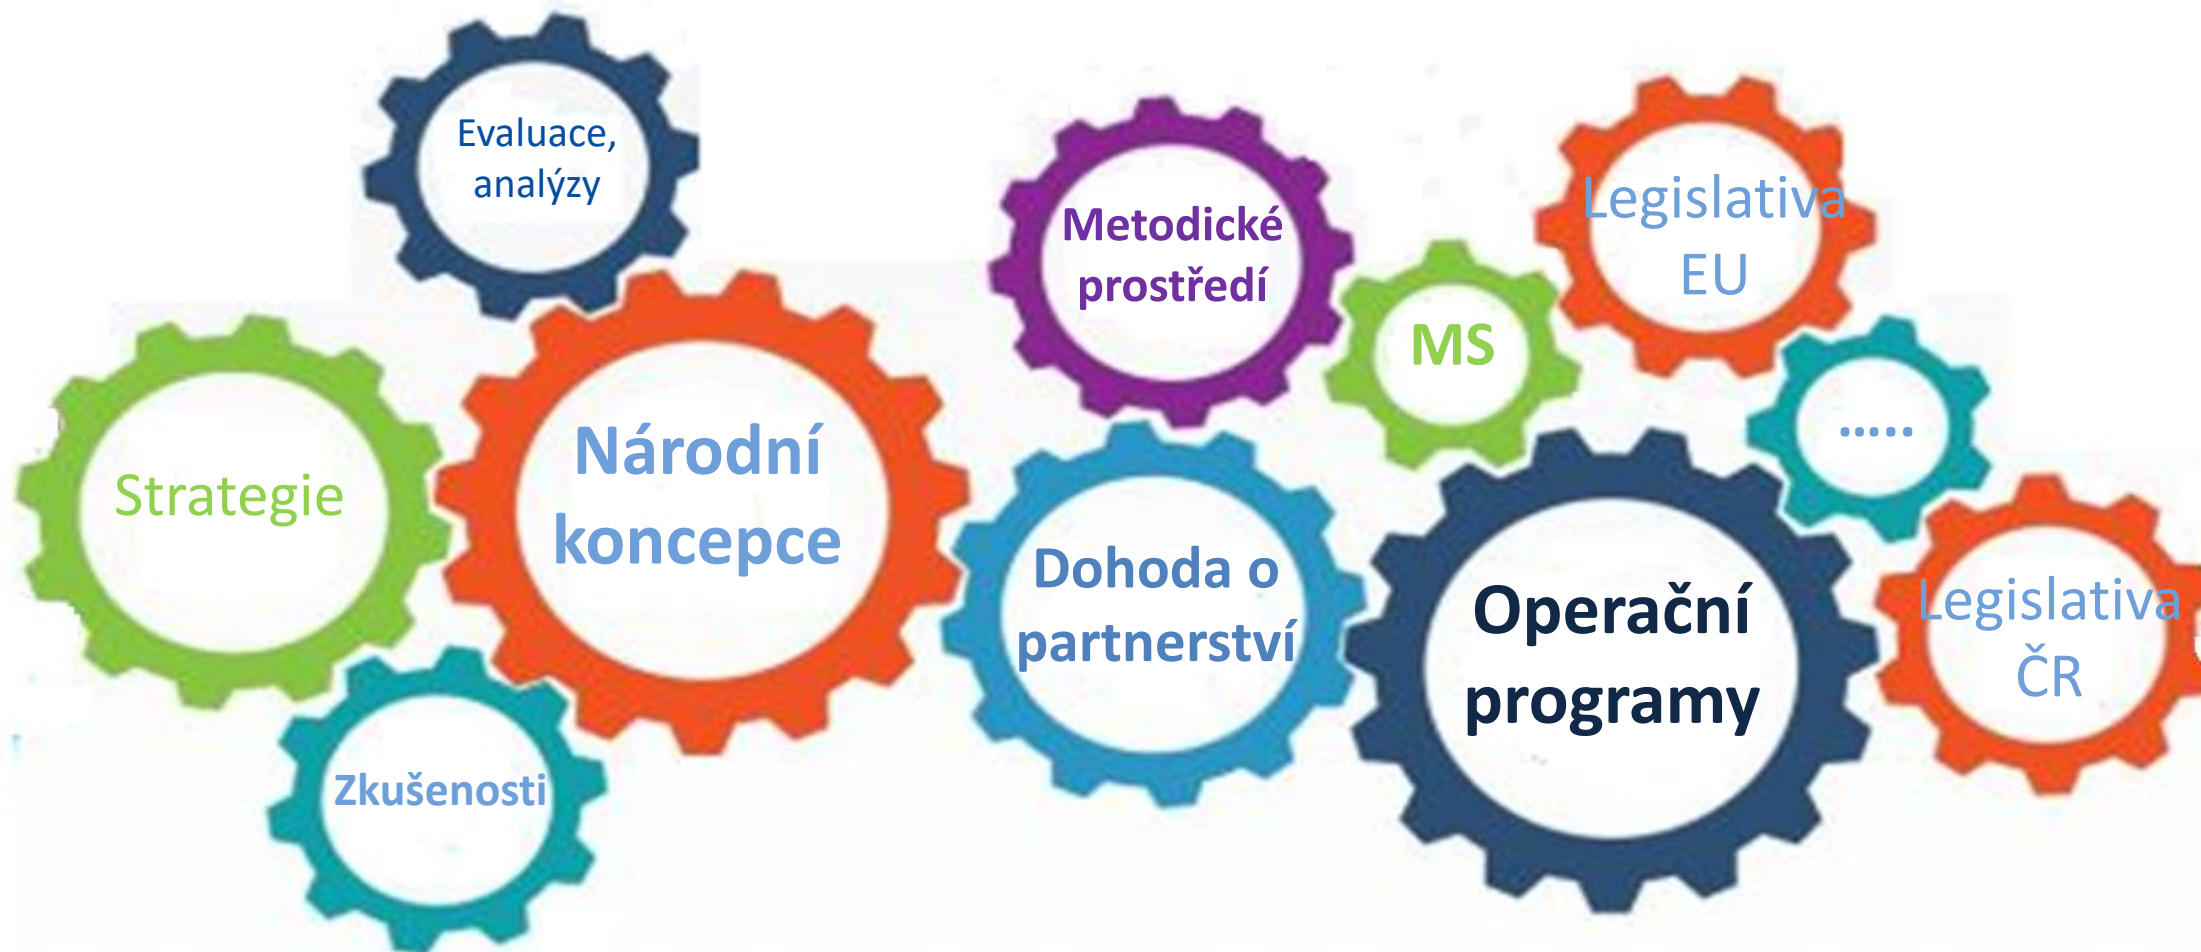 Evaluace,
analýzy
Strategie
Národní
koncepce
Zkušenosti
Metodické
prostředí
MS
Legislativa
EU
.....
Dohoda o
partnerství
Operační
programy
Legislativa
ČR